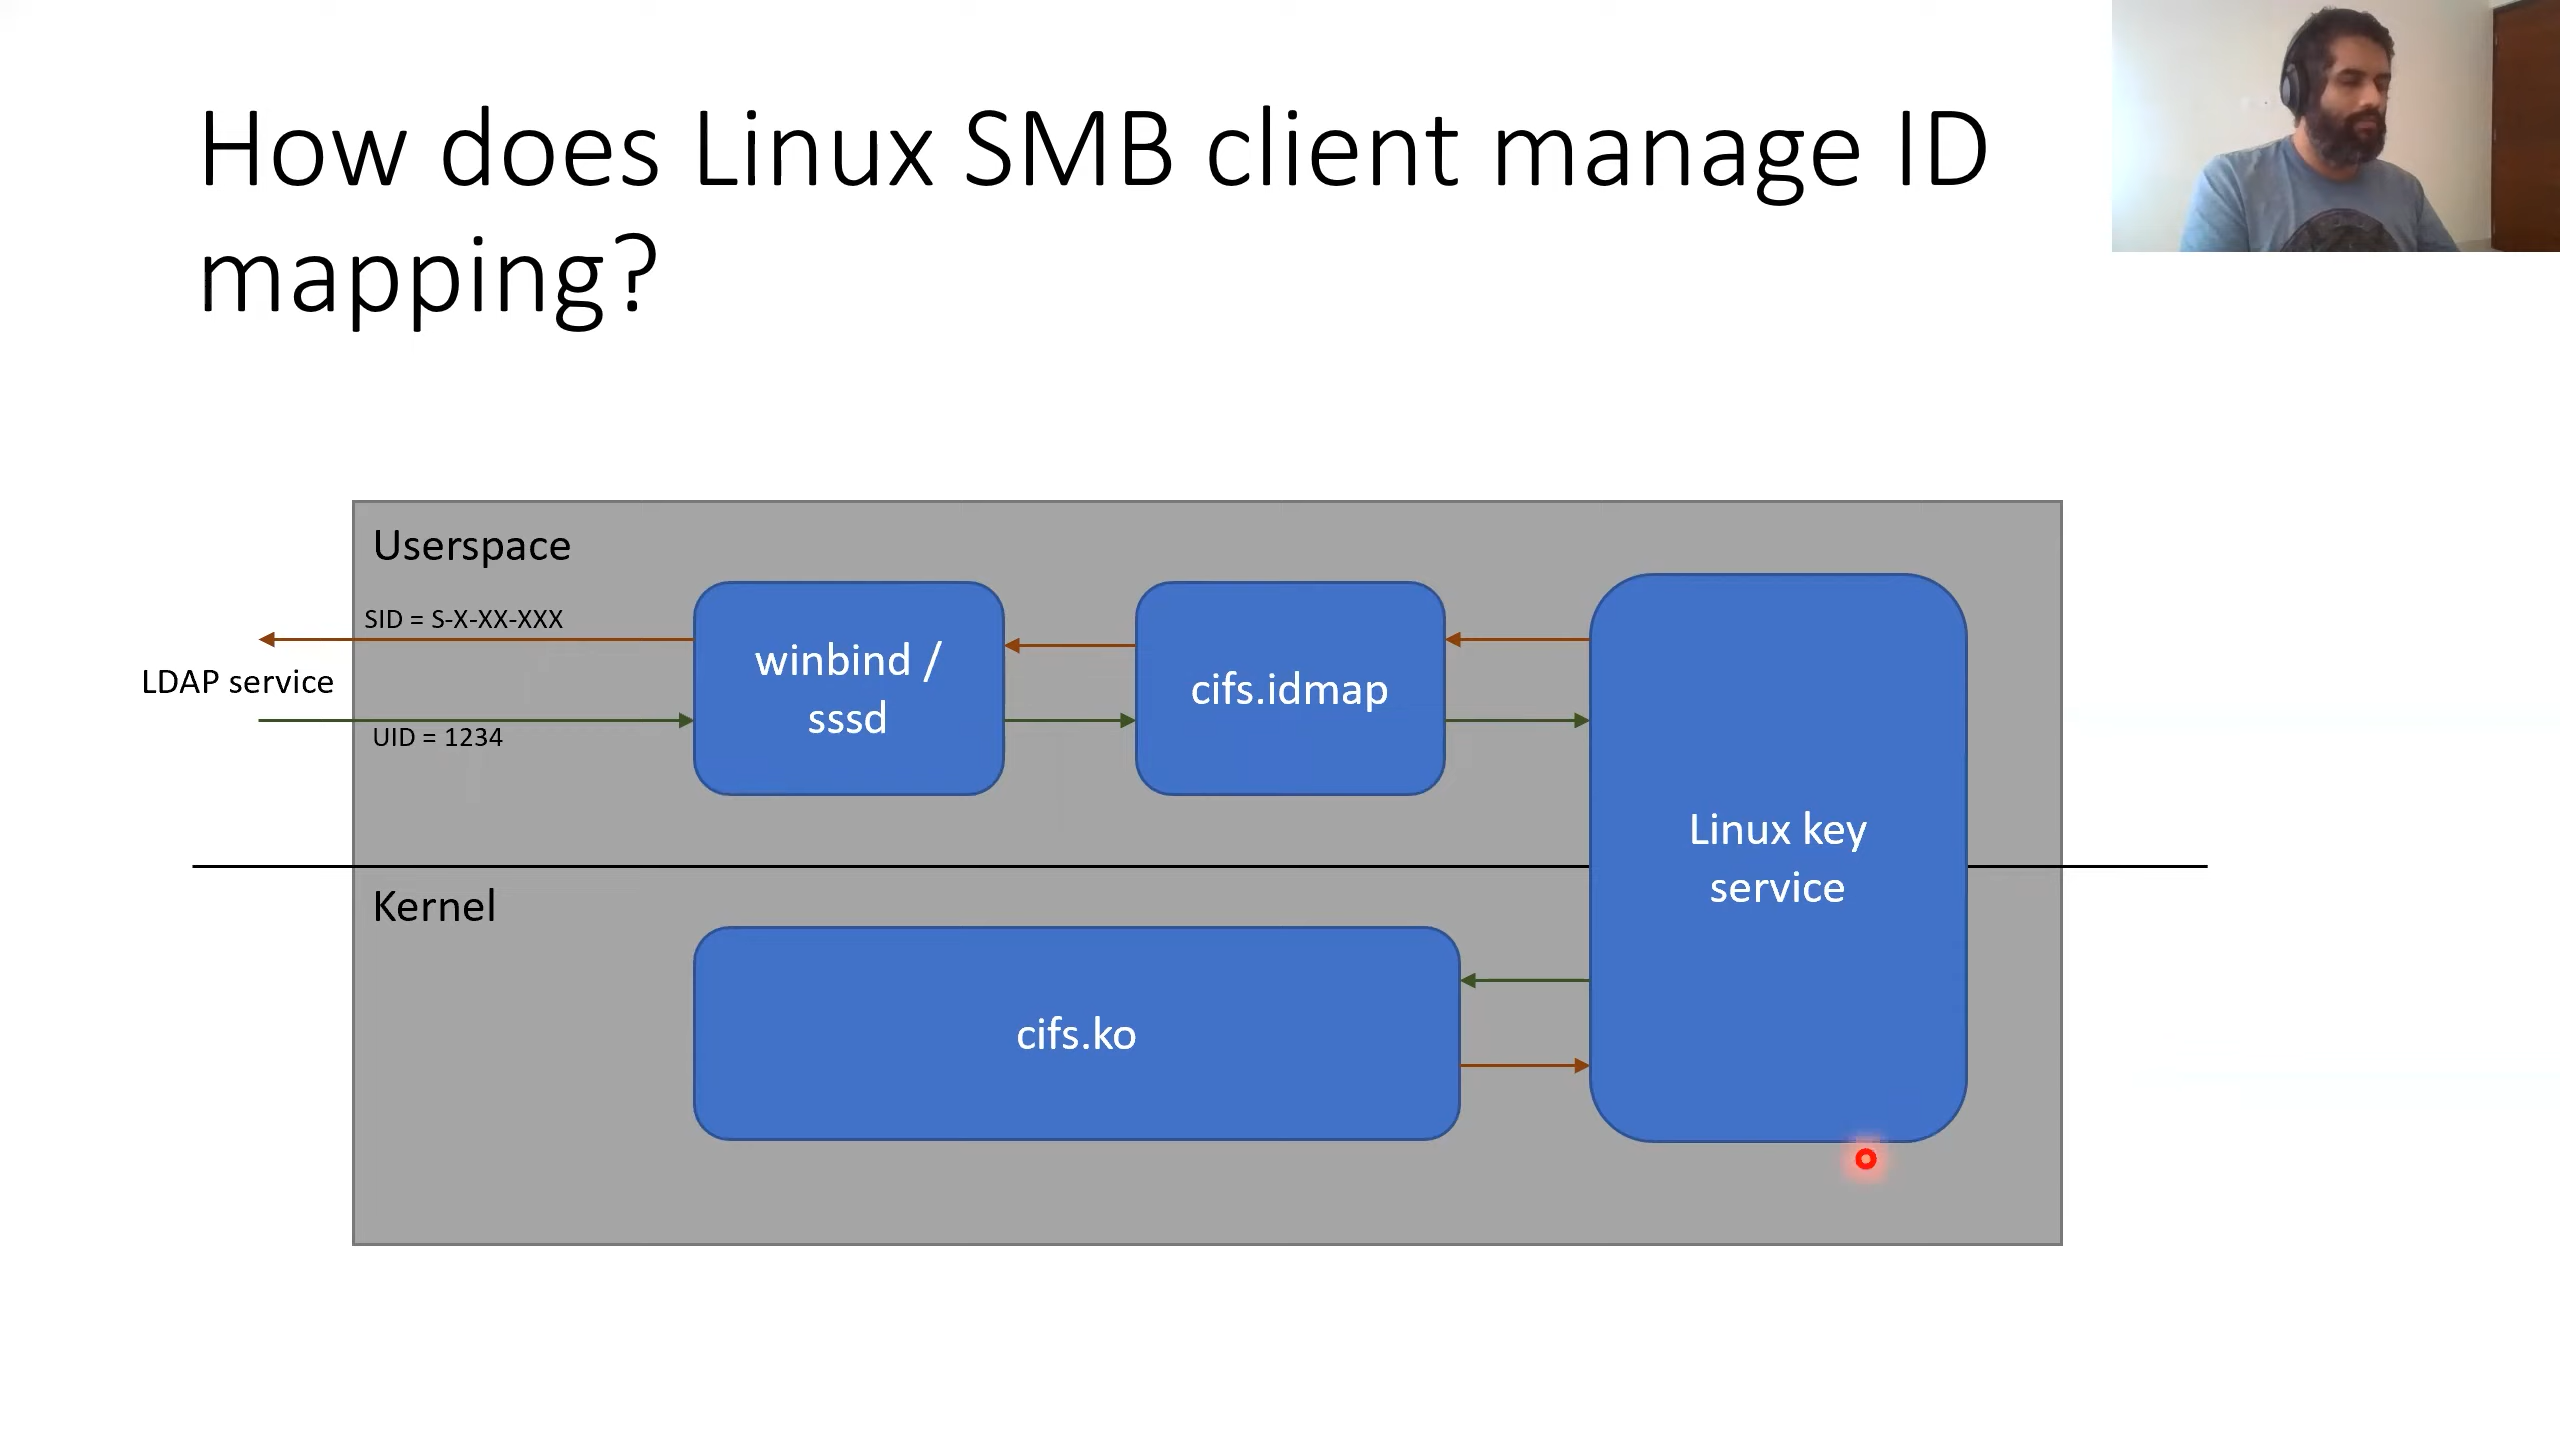 How does Linux SMB client manage ID
mapping?
Userspace
SID = S-X-XX-XXX
LDAP service
UID = 1234
winbind /
sssd
cifs.idmap
Linux key
service
Kernel
cifs.ko